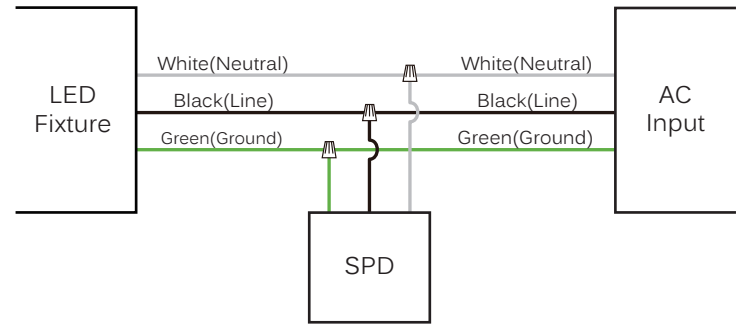 White(Neutral)
White(Neutral)
LED
Fixture
Black(Line)
Black(Line)
AC
Input
Green(Ground)
Green(Ground)
SPD